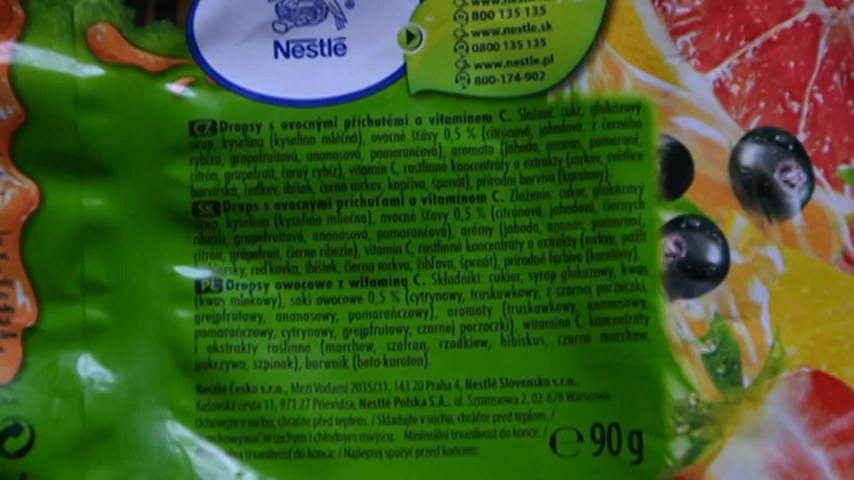 Nestlé
800 135 135
www.nestle.sk
0800 135 135
www.nestle.pl
800-174-902
CZ Dropsy s ovocnými příchutěmi a vitaminem C. Složení: cukr, glukózový
sirup, kyselina (kyselina mléčná), ovocné šťávy 0,5 % (citrónová, jahodová, z černého
rybízu, grapefruitová, ananasová, pomerančová), aromata (jahoda, ananas, pomeranč,
citrón, grapefruit, černý rybíz), vitamin C, rostlinné koncentráty a extrakty (mrkev, světlice
barvířská, ředkev, ibišek, černá mrkev, kopřiva, špenát), přírodní barvivo (karoteny).
SK Drops s ovocnými príchuťami a vitamínom C. Zloženie: cukor, glukózový
sirup, kyselina (kyselina mliečna), ovocné šťavy 0,5 % (citrónová, jahodová, čiernych
ríbezlí, grapefruitová, ananásová, pomarančová), arómy (jahoda, ananás, pomaranč,
citrón, grapefruit, čierne ríbezle), vitamín C, rastlinné koncentráty a extrakty (mrkva,
reďkovka, ibištek, čierna mrkva, žihľava, špenát), prírodné farbivo (karotény).
PL Dropsy owocowe z witaminą C. Składniki: cukier, syrop glukozowy, kwas
(kwas mlekowy), soki owocowe 0,5 % (cytrynowy, truskawkowy, z czarnej porzeczki,
grejpfrutowy, ananasowy, pomarańczowy), aromaty (truskawkowy, ananasowy,
pomarańczowy, cytrynowy, grejpfrutowy, czarnej porzeczki), witamina C, koncentraty
i ekstrakty roślinne (marchew, szafran, rzodkiew, hibiskus, czarna marchew,
pokrzywa, szpinak), barwnik (beta-karoten).
Nestlé Česko s.r.o., Mezi Vodami 2035/31, 143 20 Praha 4, Nestlé Slovensko s.r.o.,
Košovská cesta 11, 971 27 Prievidza, Nestlé Polska S.A., ul. Szturmowa 2, 02-678 Warszawa.
Uchovejte v suchu, chraňte před teplem. / Skladujte v suchu, chráňte pred teplom. /
w suchym i chłodnym miejscu. Minimální trvanlivost do konce: /
trvanlivosť do konca: / Najlepiej spożyć przed końcem:
℮ 90 g